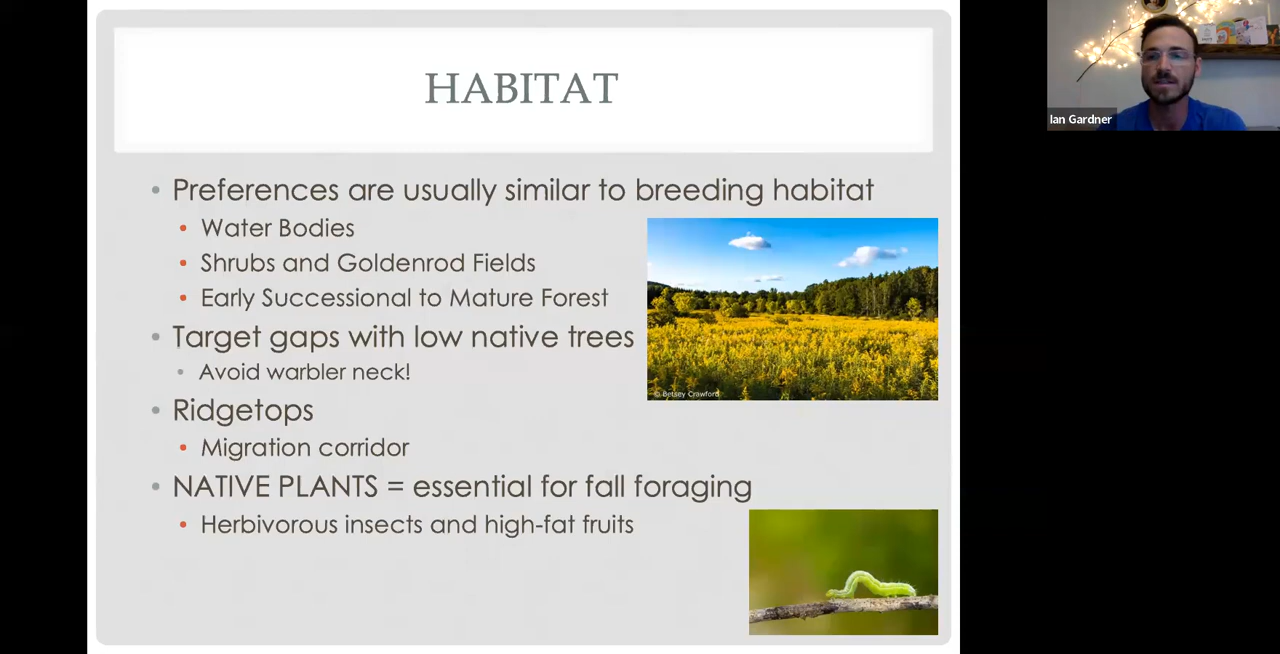 HABITAT
Preferences are usually similar to breeding habitat
Water Bodies
Shrubs and Goldenrod Fields
Early Successional to Mature Forest
Target gaps with low native trees
Avoid warbler neck!
Ridgetops
Migration corridor
NATIVE PLANTS = essential for fall foraging
Herbivorous insects and high-fat fruits
© Betsey Crawford
Ian Gardner